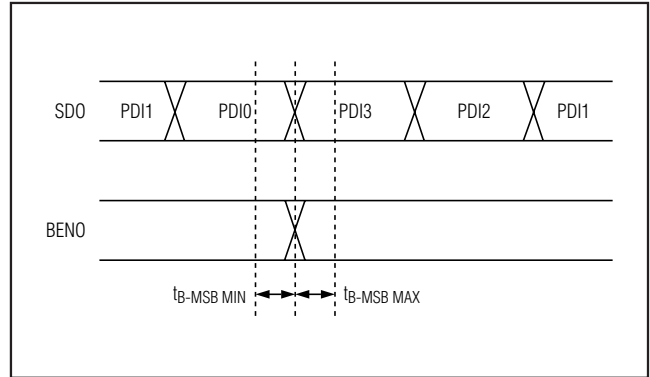 SDO PDI1 PDI0 PDI3 PDI2 PDI1
BENO
tB-MSB MIN tB-MSB MAX